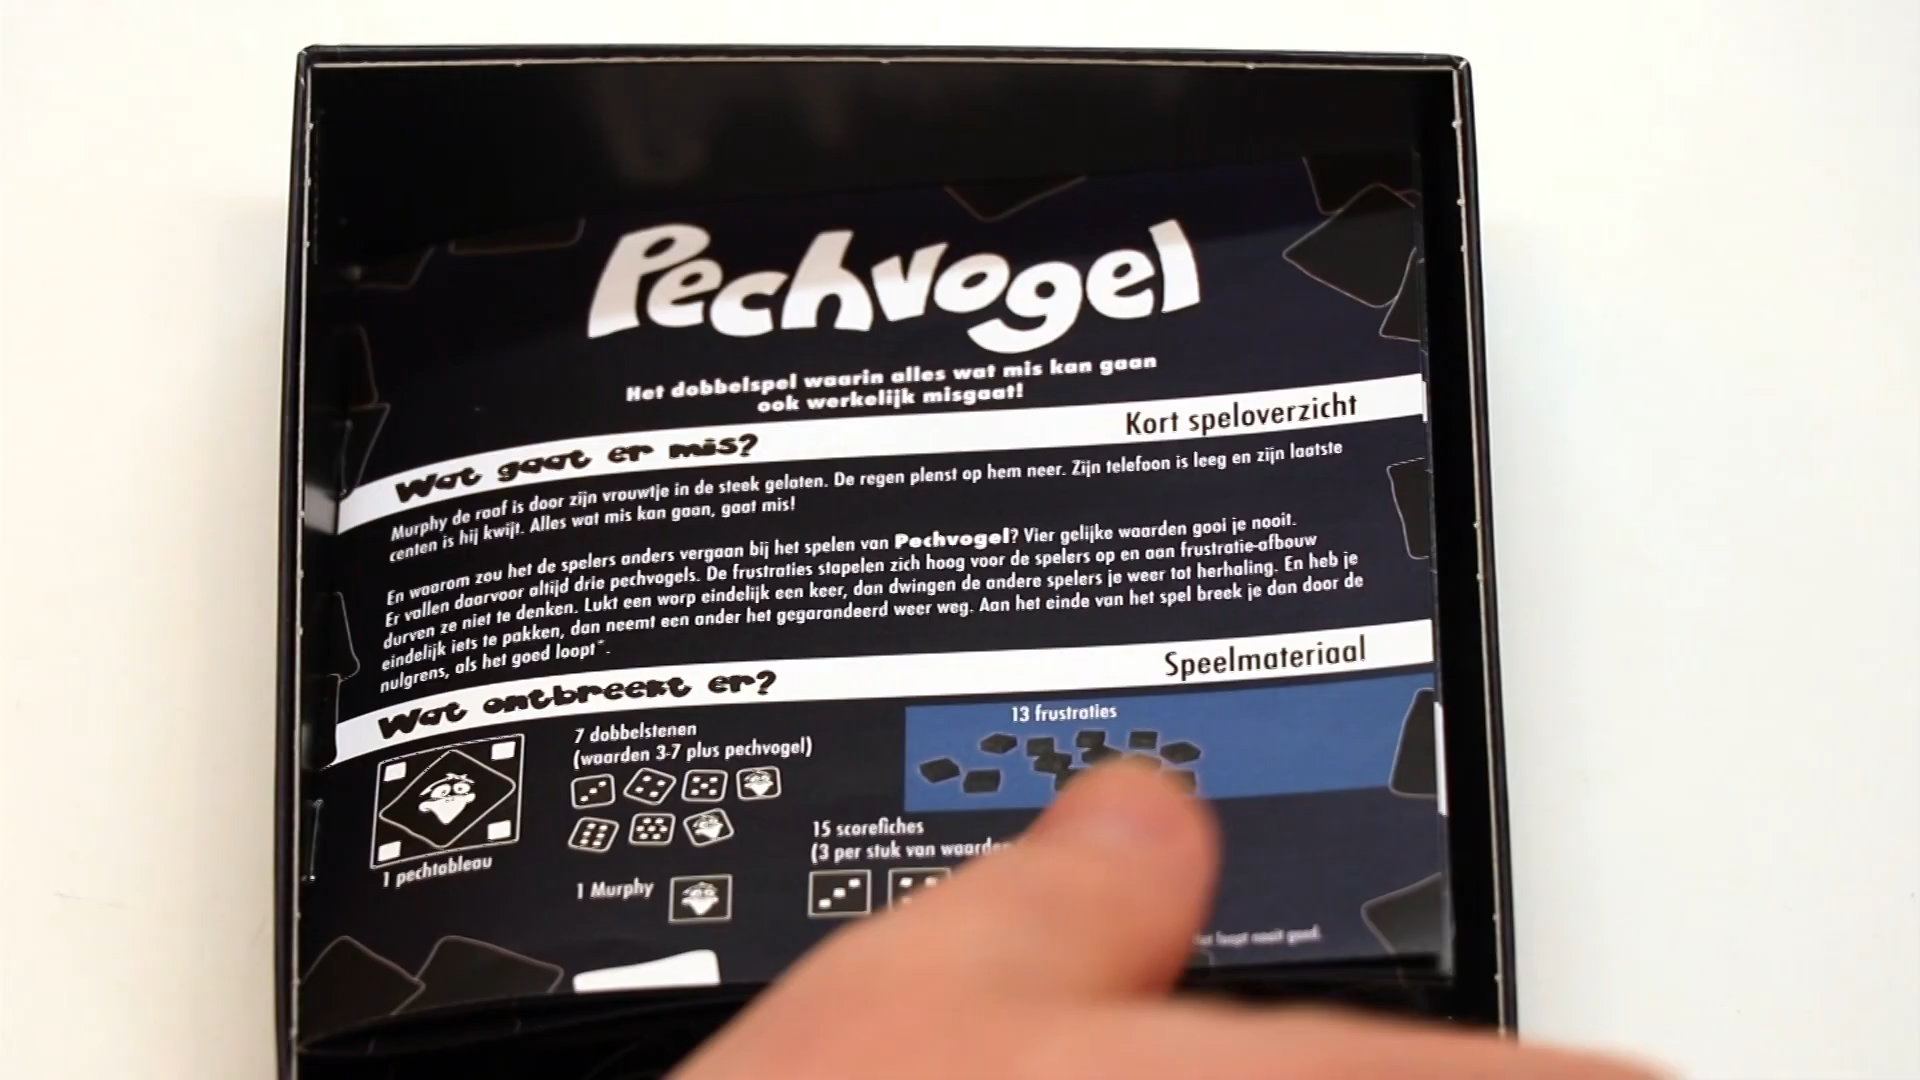 Pechvogel
Het dobbelspel waarin alles wat mis kan gaan
ook werkelijk misgaat!
Wat gaat er mis?
Kort speloverzicht
Murphy de raaf is door zijn vrouwtje in de steek gelaten. De regen plenst op hem neer. Zijn telefoon is leeg en zijn laatste
centen is hij kwijt. Alles wat mis kan gaan, gaat mis!
En waarom zou het de spelers anders vergaan bij het spelen van Pechvogel? Vier gelijke waarden gooi je nooit.
Er vallen daarvoor altijd drie pechvogels. De frustraties stapelen zich hoog voor de spelers op en aan frustratie-afbouw
durven ze niet te denken. Lukt een worp eindelijk een keer, dan dwingen de andere spelers je weer tot herhaling. En heb je
eindelijk iets te pakken, dan neemt een ander het gegarandeerd weer weg. Aan het einde van het spel breek je dan door de
nulgrens, als het goed loopt*.
Wat ontbreekt er?
Speelmateriaal
1 pechtableau
7 dobbelstenen
(waarden 3-7 plus pechvogel)
1 Murphy
13 frustraties
15 scorefiches
(3 per stuk van waarden
loopt nooit goed.